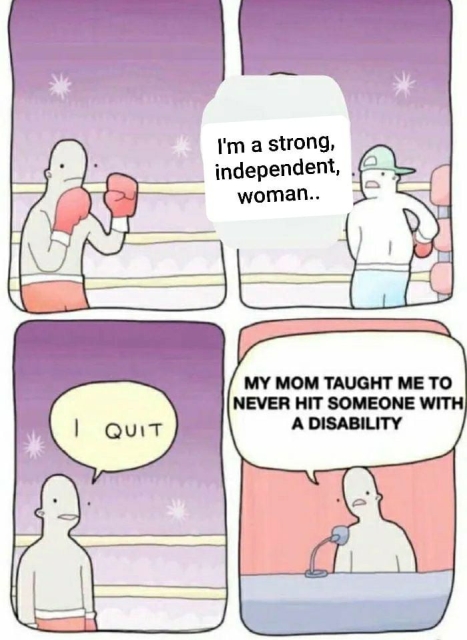 I'm a strong,
independent,
woman..
I QUIT
MY MOM TAUGHT ME TO
NEVER HIT SOMEONE WITH
A DISABILITY